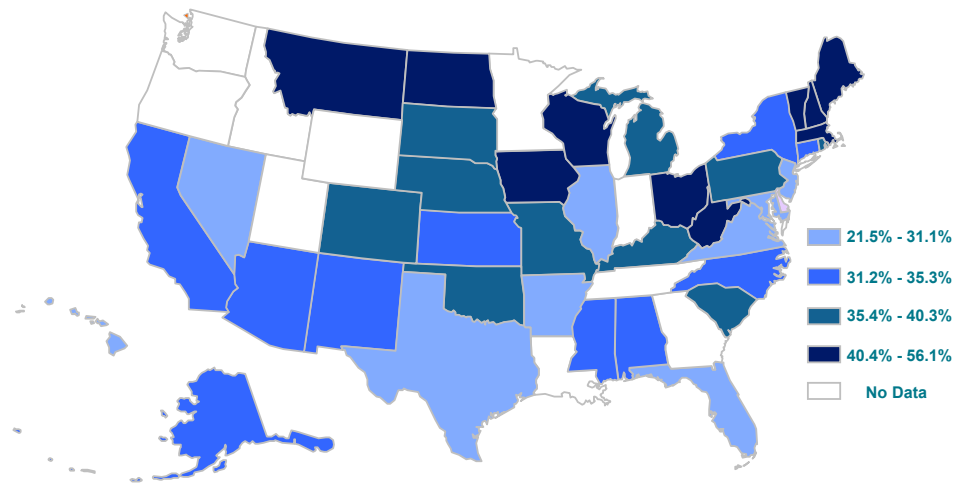 21.5% - 31.1%
31.2% - 35.3%
35.4% - 40.3%
40.4% - 56.1%
No Data